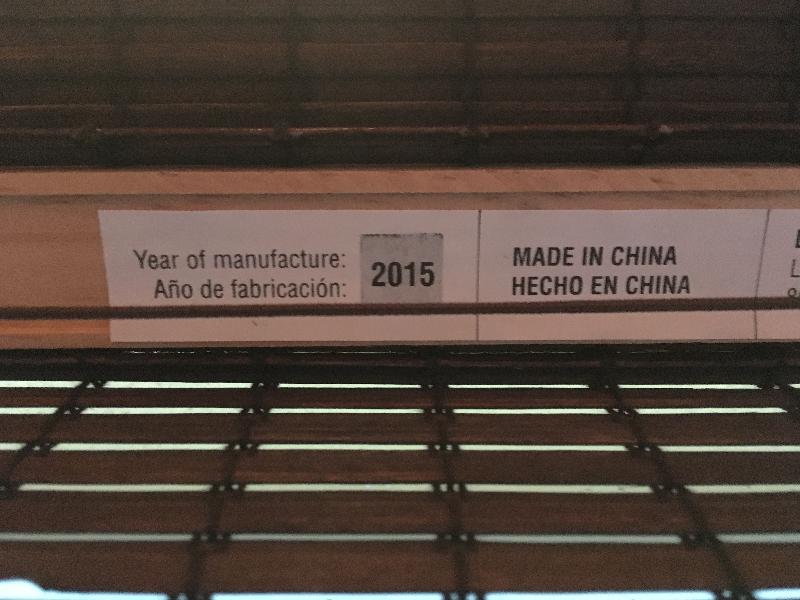 Year of manufacture:
Año de fabricación:
2015
MADE IN CHINA
HECHO EN CHINA